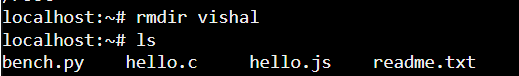 localhost:~# rmdir vishal
localhost:~# ls
bench.py hello.c hello.js readme.txt